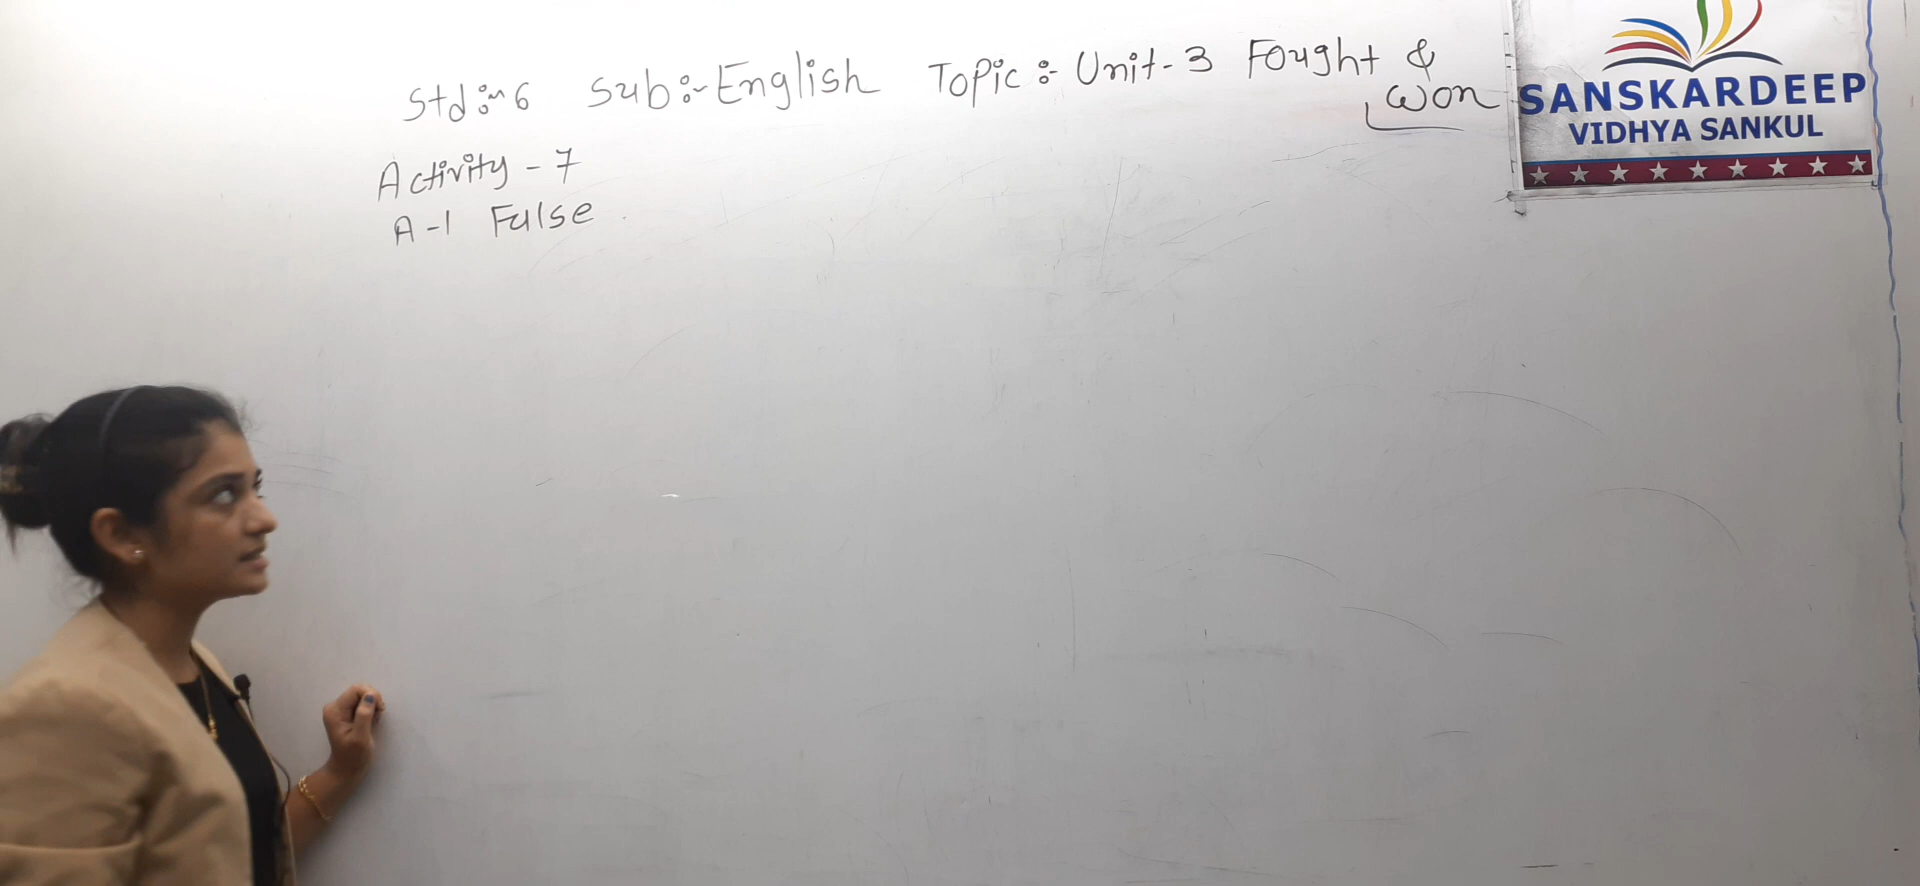 Std :- 6 Sub :- English Topic :- Unit - 3 Fought &
won
Activity - 7
A - 1 False
SANSKARDEEP
VIDHYA SANKUL